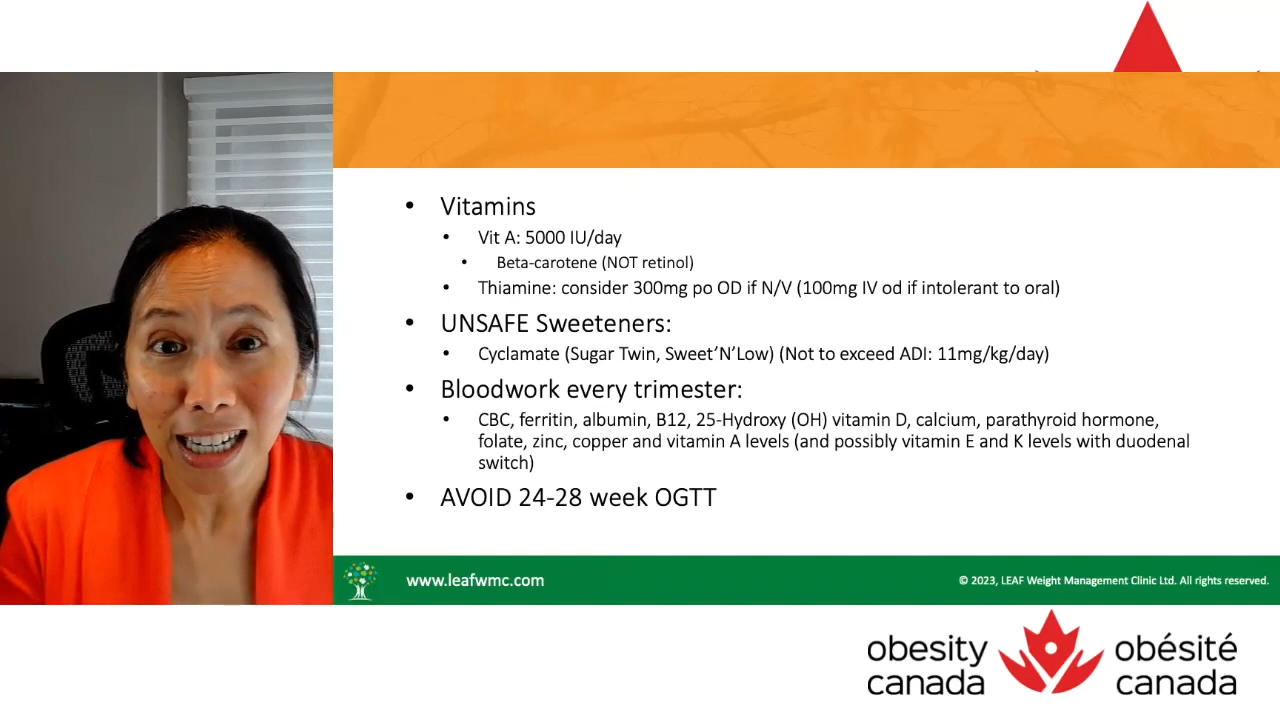 Vitamins
Vit A: 5000 IU/day
Beta-carotene (NOT retinol)
Thiamine: consider 300mg po OD if N/V (100mg IV od if intolerant to oral)
UNSAFE Sweeteners:
Cyclamate (Sugar Twin, Sweet’N’Low) (Not to exceed ADI: 11mg/kg/day)
Bloodwork every trimester:
CBC, ferritin, albumin, B12, 25-Hydroxy (OH) vitamin D, calcium, parathyroid hormone,
folate, zinc, copper and vitamin A levels (and possibly vitamin E and K levels with duodenal
switch)
AVOID 24-28 week OGTT
www.leafwmc.com
© 2023, LEAF Weight Management Clinic Ltd. All rights reserved.
obesity
canada
obésité
canada